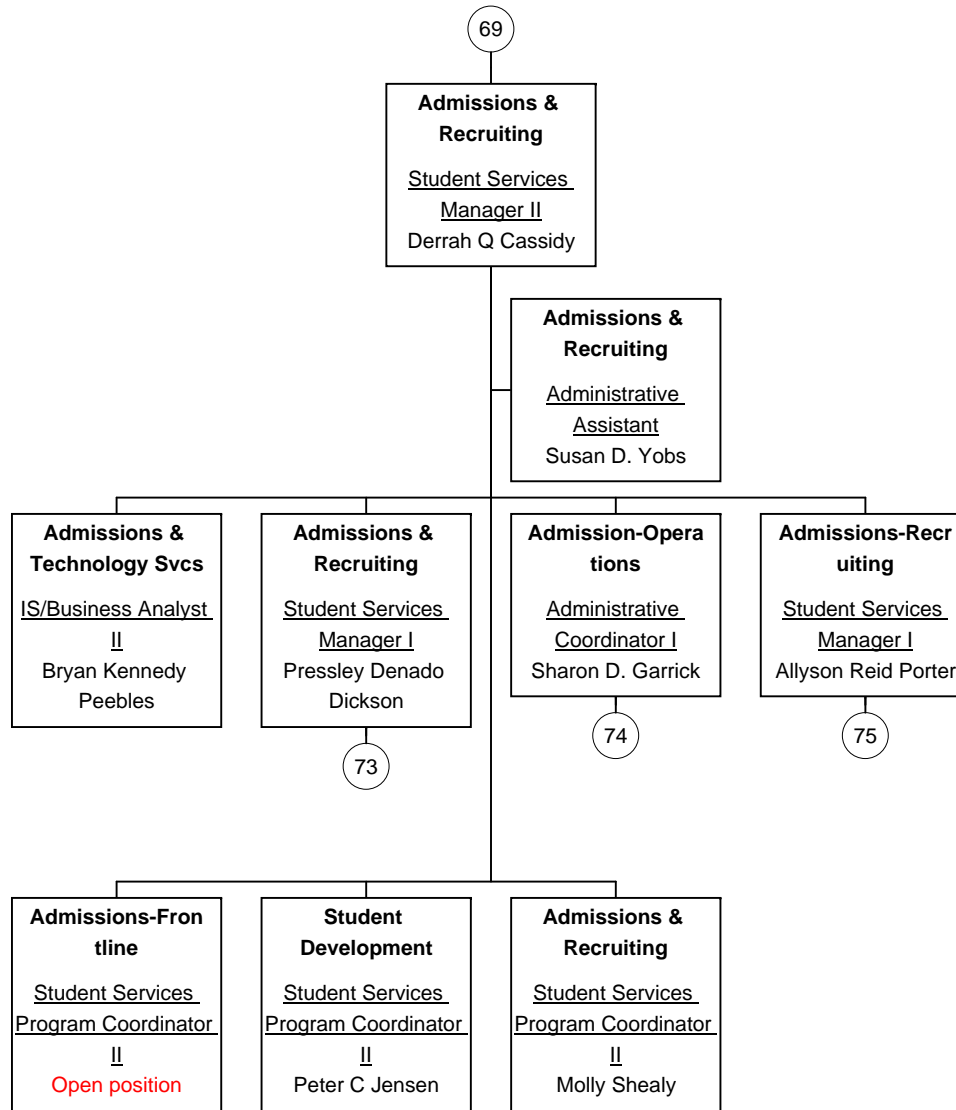 69
Admissions &
Recruiting
Student Services
Manager II
Derrah Q Cassidy
Admissions &
Recruiting
Administrative
Assistant
Susan D. Yobs
Admissions &
Technology Svcs
IS/Business Analyst
II
Bryan Kennedy
Peebles
Admissions &
Recruiting
Student Services
Manager I
Pressley Denado
Dickson
73
Admission-Opera
tions
Administrative
Coordinator I
Sharon D. Garrick
74
Admissions-Recr
uiting
Student Services
Manager I
Allyson Reid Porter
75
Admissions-Fron
tline
Student Services
Program Coordinator
II
Open position
Student
Development
Student Services
Program Coordinator
II
Peter C Jensen
Admissions &
Recruiting
Student Services
Program Coordinator
II
Molly Shealy